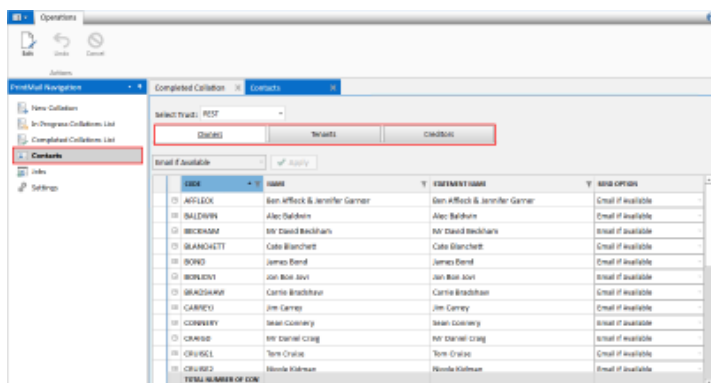 Operations
Edit Undo Cancel
Actions
PrintMail Navigation
Completed Collation
Contacts
New Collation
In Progress Collations List
Completed Collations List
Contacts
Jobs
Settings
Select Trust: REST
Owners Tenants Creditors
Email if Available Apply
CODE NAME STATEMENT NAME SEND OPTION
AFFLECK Ben Affleck & Jennifer Garner Ben Affleck & Jennifer Garner Email if Available
BALDWIN Alec Baldwin Alec Baldwin Email if Available
BECKHAM Mr David Beckham Mr David Beckham Email if Available
BLANCHETT Cate Blanchett Cate Blanchett Email if Available
BOND James Bond James Bond Email if Available
BONJOVI Jon Bon Jovi Jon Bon Jovi Email if Available
BRADSHAW Carrie Bradshaw Carrie Bradshaw Email if Available
CARREYJ Jim Carrey Jim Carrey Email if Available
CONNERY Sean Connery Sean Connery Email if Available
CRAIGD Mr Daniel Craig Mr Daniel Craig Email if Available
CRUISE1 Tom Cruise Tom Cruise Email if Available
CRUISE2 Nicole Kidman Nicole Kidman Email if Available
TOTAL NUMBER OF CON